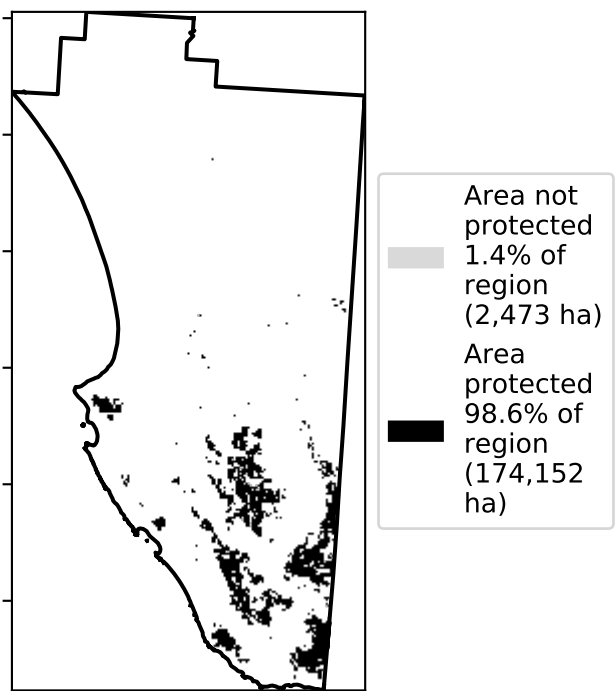 Area not
protected
1.4% of
region
(2,473 ha)
Area
protected
98.6% of
region
(174,152
ha)